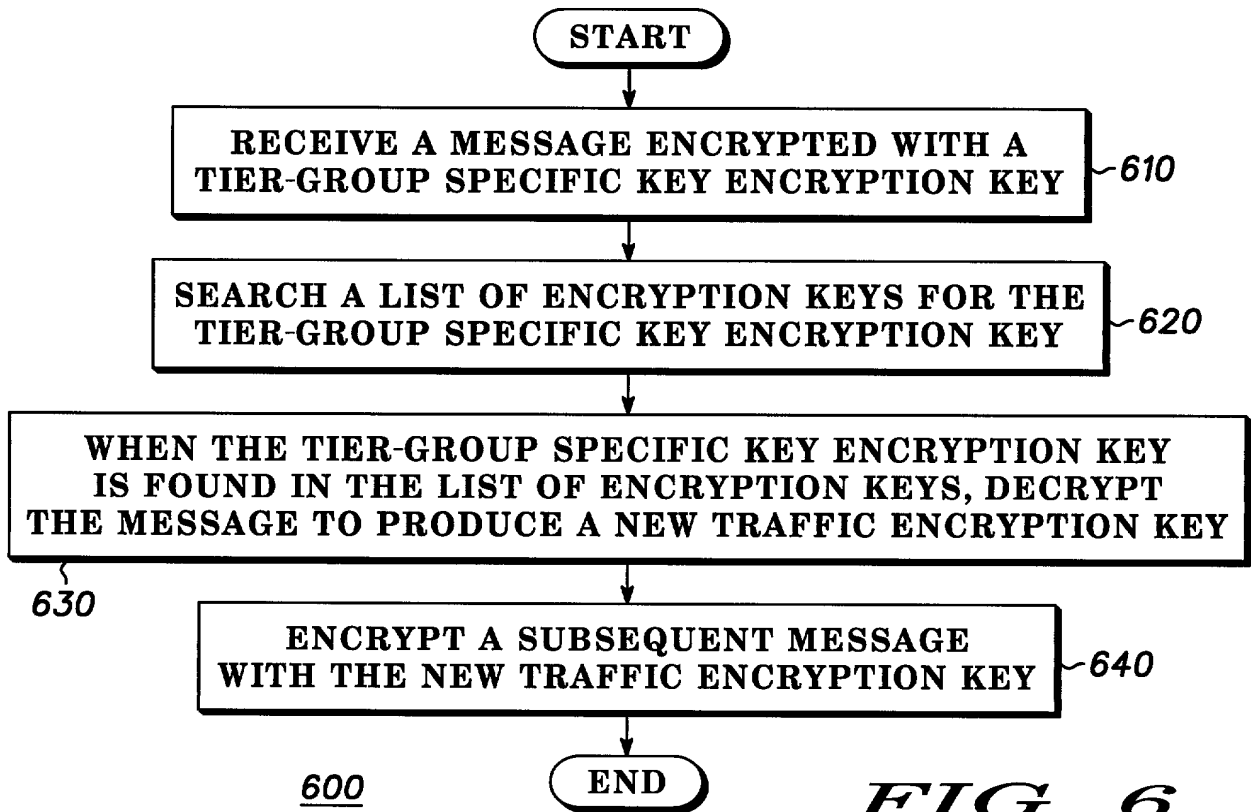 START
RECEIVE A MESSAGE ENCRYPTED WITH A
TIER-GROUP SPECIFIC KEY ENCRYPTION KEY
610
SEARCH A LIST OF ENCRYPTION KEYS FOR THE
TIER-GROUP SPECIFIC KEY ENCRYPTION KEY
620
WHEN THE TIER-GROUP SPECIFIC KEY ENCRYPTION KEY
IS FOUND IN THE LIST OF ENCRYPTION KEYS, DECRYPT
THE MESSAGE TO PRODUCE A NEW TRAFFIC ENCRYPTION KEY
630
ENCRYPT A SUBSEQUENT MESSAGE
WITH THE NEW TRAFFIC ENCRYPTION KEY
640
END
600
FIG. 6